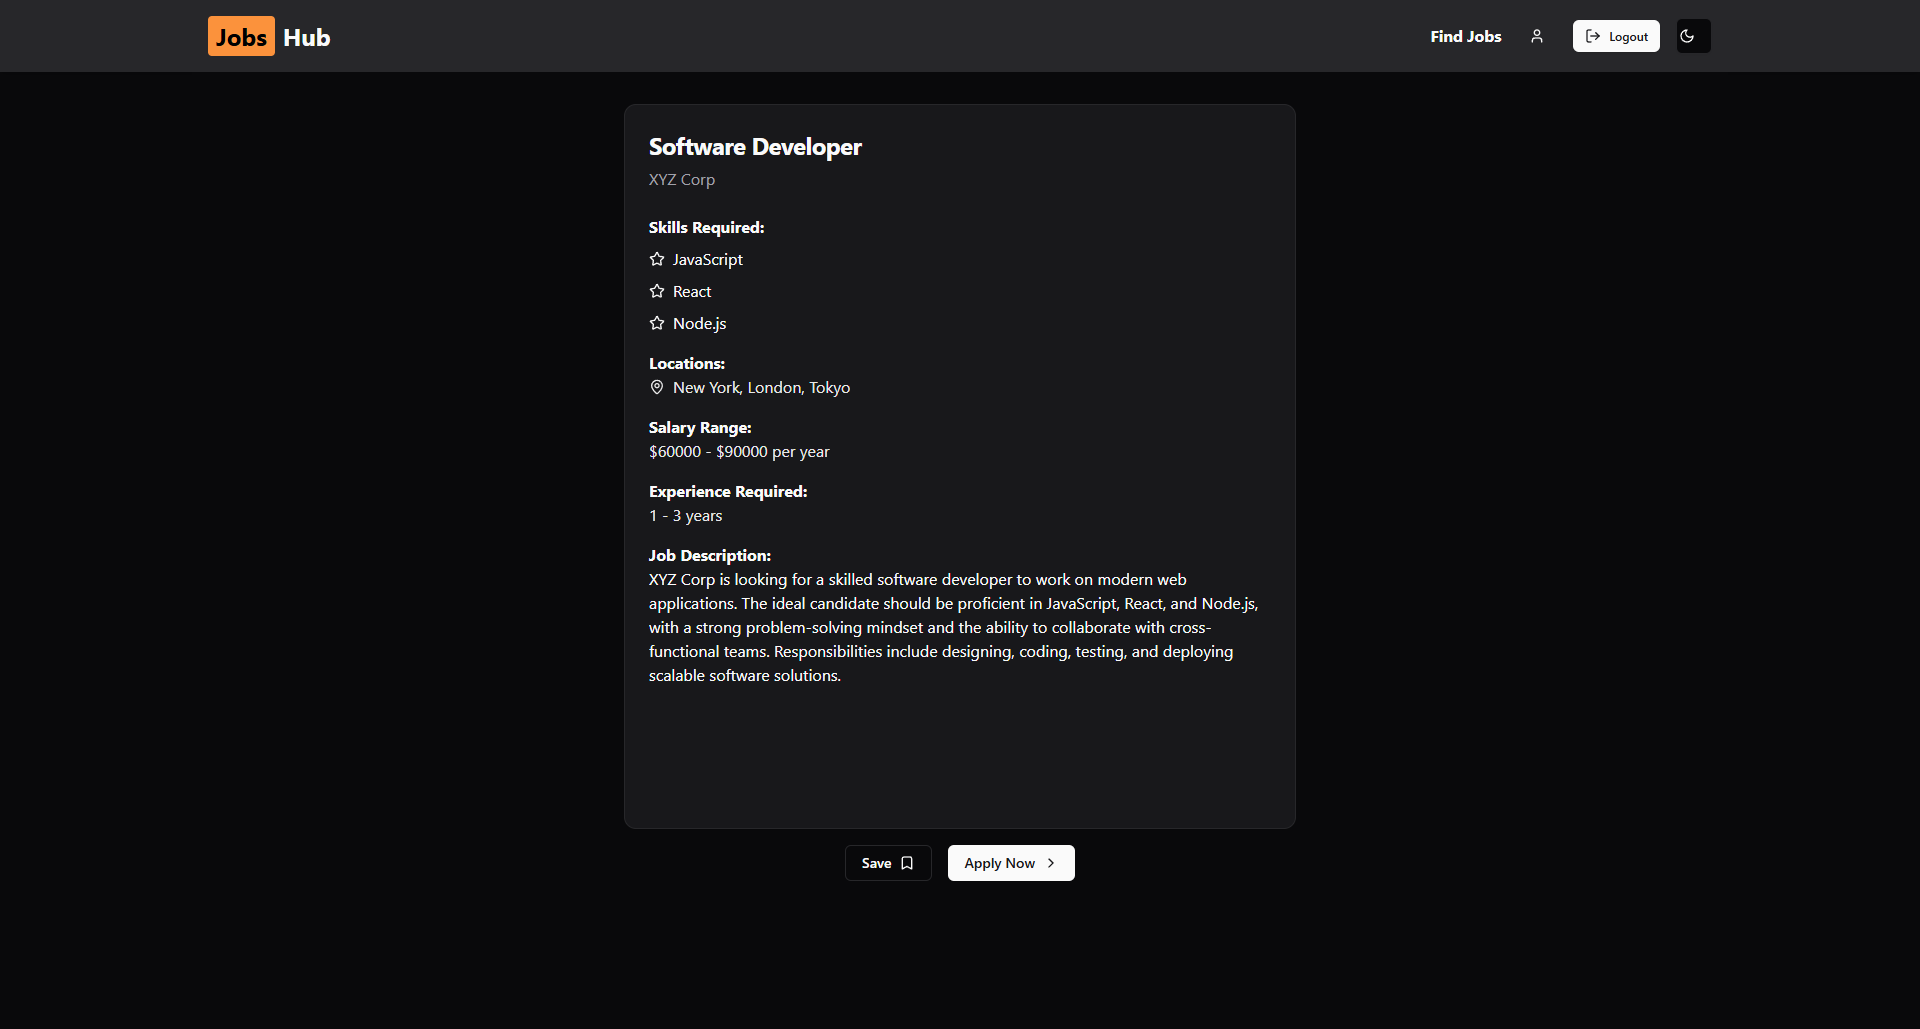 Jobs Hub
Find Jobs
Logout
Software Developer
XYZ Corp
Skills Required:
JavaScript
React
Node.js
Locations:
New York, London, Tokyo
Salary Range:
$60000 - $90000 per year
Experience Required:
1 - 3 years
Job Description:
XYZ Corp is looking for a skilled software developer to work on modern web
applications. The ideal candidate should be proficient in JavaScript, React, and Node.js,
with a strong problem-solving mindset and the ability to collaborate with cross-
functional teams. Responsibilities include designing, coding, testing, and deploying
scalable software solutions.
Save
Apply Now